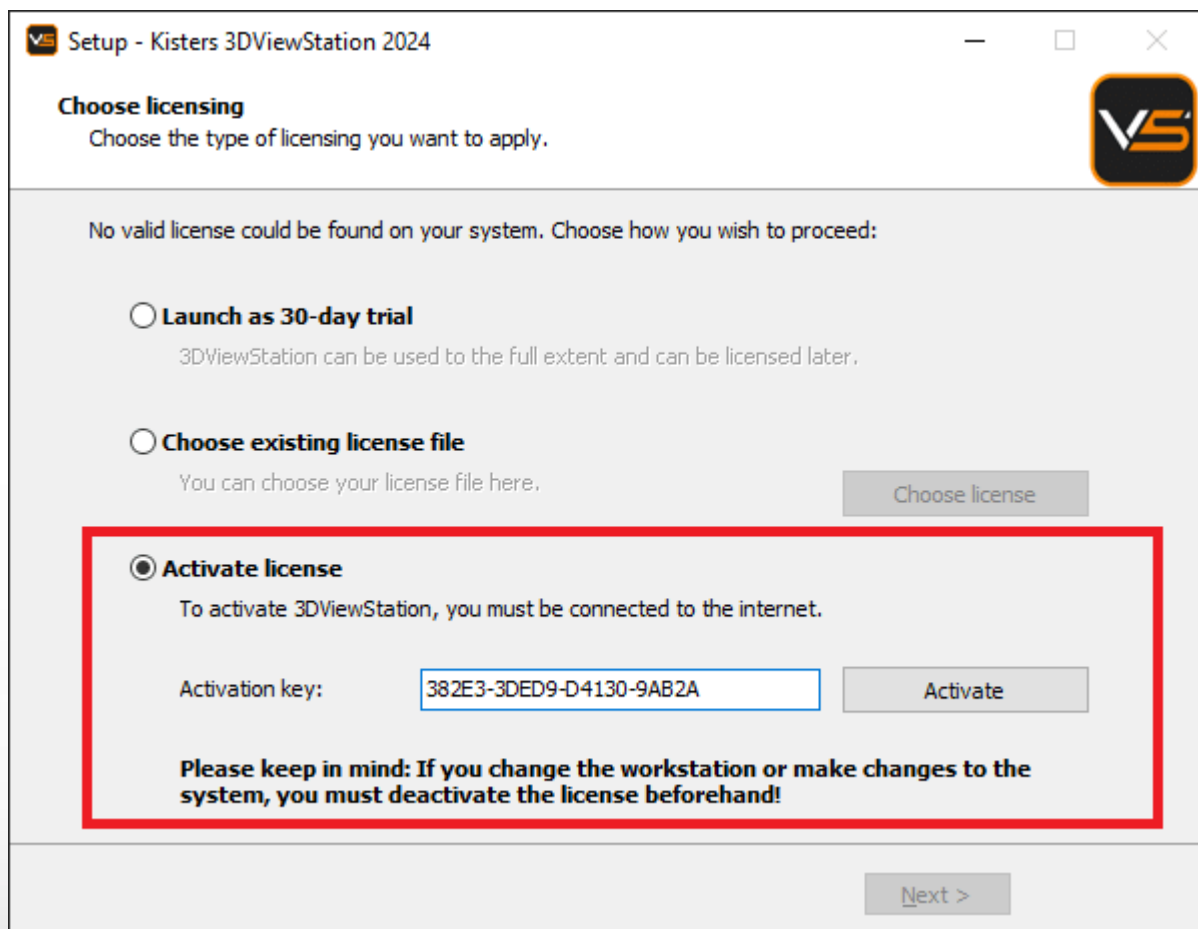 VS Setup - Kisters 3DViewStation 2024
Choose licensing
Choose the type of licensing you want to apply.
VS
No valid license could be found on your system. Choose how you wish to proceed:
Launch as 30-day trial
3DViewStation can be used to the full extent and can be licensed later.
Choose existing license file
You can choose your license file here.
Choose license
Activate license
To activate 3DViewStation, you must be connected to the internet.
Activation key: 382E3-3DED9-D4130-9AB2A Activate
Please keep in mind: If you change the workstation or make changes to the
system, you must deactivate the license beforehand!
Next >